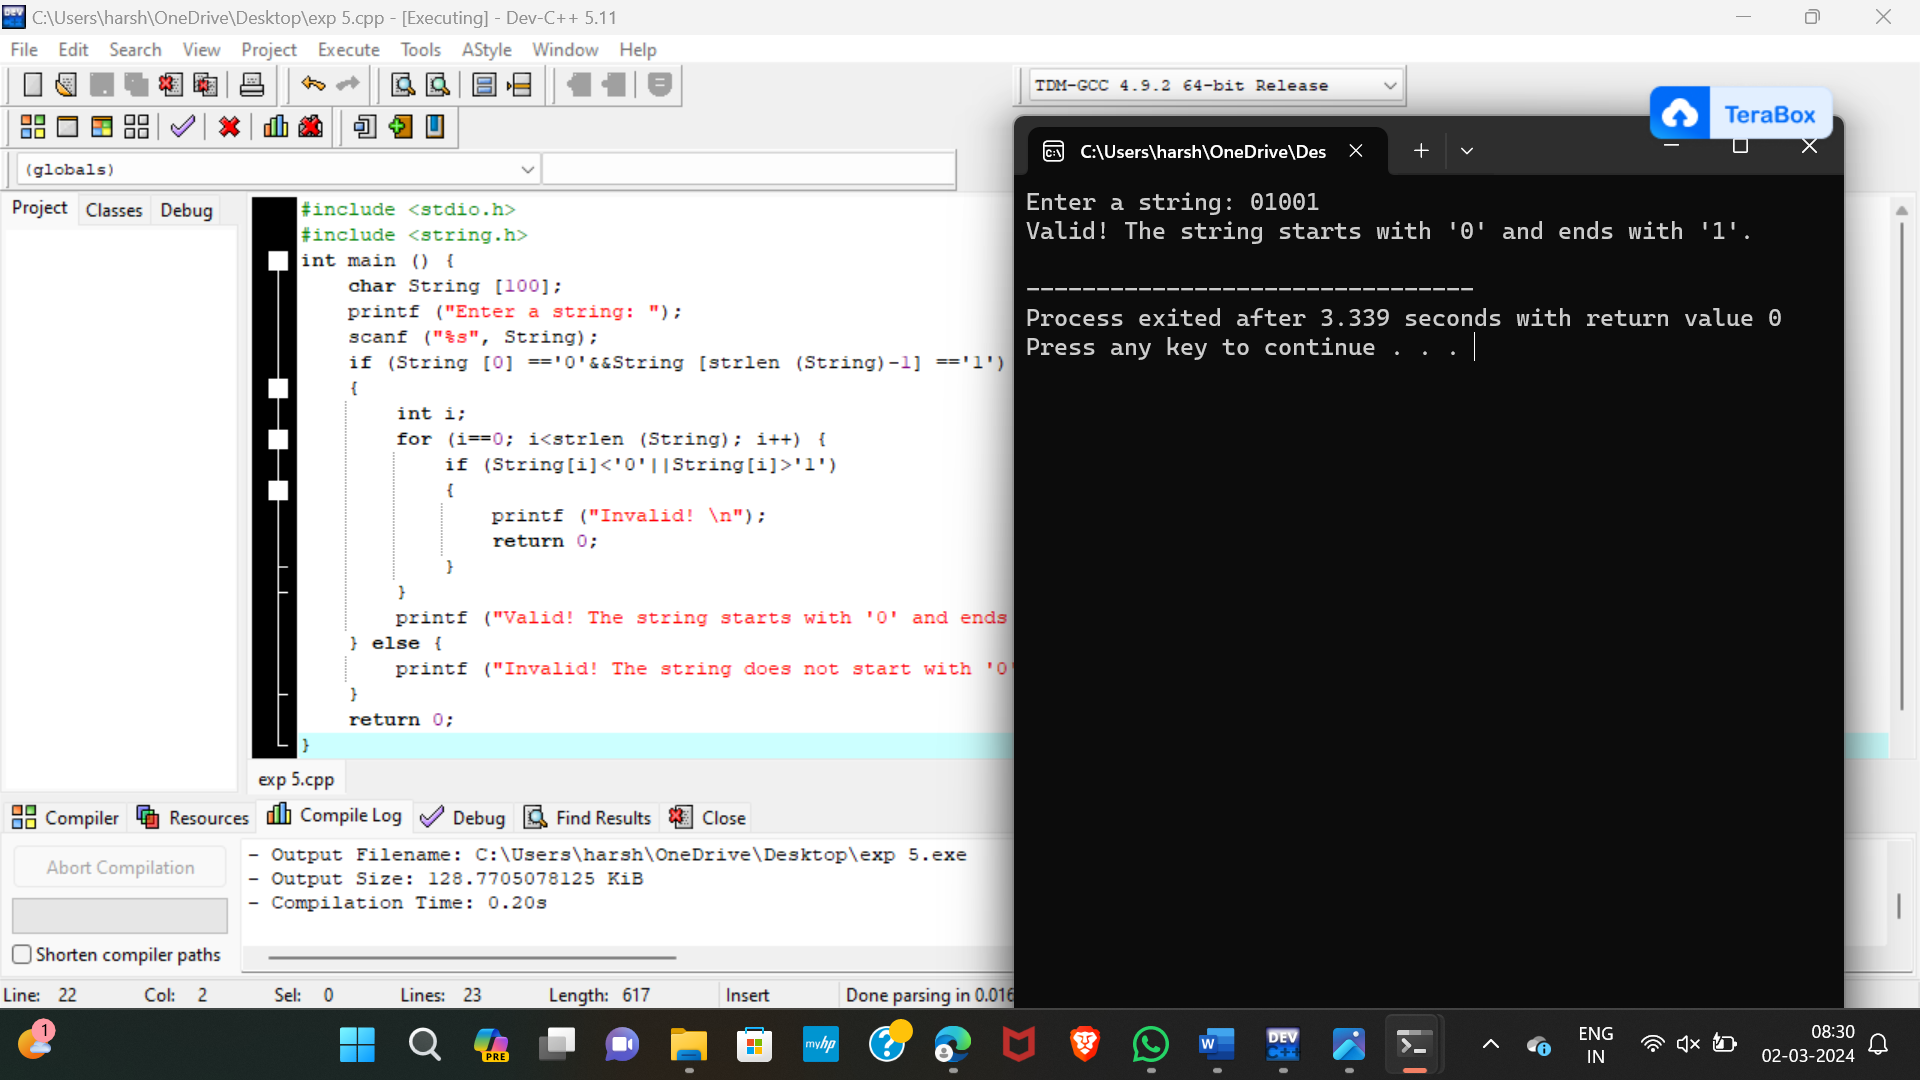 C:\Users\harsh\OneDrive\Desktop\exp 5.cpp - [Executing] - Dev-C++ 5.11
File Edit Search View Project Execute Tools AStyle Window Help
TDM-GCC 4.9.2 64-bit Release
TeraBox
(globals)
C:\Users\harsh\OneDrive\Des
Project Classes Debug
#include <stdio.h>
#include <string.h>
int main () {
char String [100];
printf ("Enter a string: ");
scanf ("%s", String);
if (String [0] =='0'&&String [strlen (String)-1] =='1')
{
int i;
for (i==0; i<strlen (String); i++) {
if (String[i]<'0'||String[i]>'1')
{
printf ("Invalid! \n");
return 0;
}
}
printf ("Valid! The string starts with '0' and ends
} else {
printf ("Invalid! The string does not start with '0'
}
return 0;
}
Enter a string: 01001
Valid! The string starts with '0' and ends with '1'.
--------------------------------
Process exited after 3.339 seconds with return value 0
Press any key to continue . . .
exp 5.cpp
Compiler Resources Compile Log Debug Find Results Close
Abort Compilation
Shorten compiler paths
- Output Filename: C:\Users\harsh\OneDrive\Desktop\exp 5.exe
- Output Size: 128.7705078125 KiB
- Compilation Time: 0.20s
Line: 22 Col: 2 Sel: 0 Lines: 23 Length: 617 Insert Done parsing in 0.016
1
PRE
myhp
W
DEV C++
ENG
IN
08:30
02-03-2024